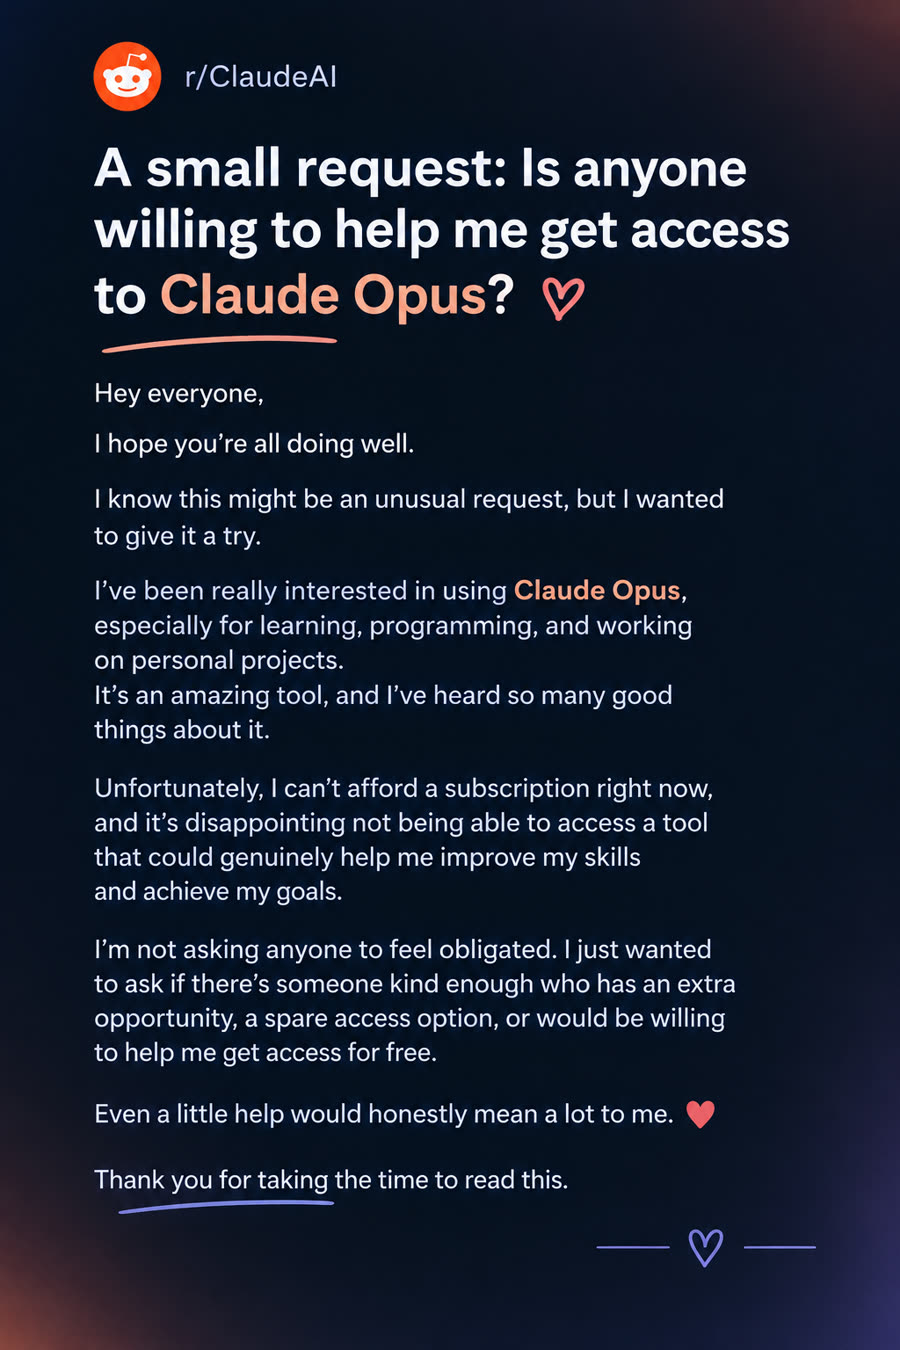 r/ClaudeAI
A small request: Is anyone
willing to help me get access
to Claude Opus?
Hey everyone,
I hope you’re all doing well.
I know this might be an unusual request, but I wanted
to give it a try.
I’ve been really interested in using Claude Opus,
especially for learning, programming, and working
on personal projects.
It’s an amazing tool, and I’ve heard so many good
things about it.
Unfortunately, I can’t afford a subscription right now,
and it’s disappointing not being able to access a tool
that could genuinely help me improve my skills
and achieve my goals.
I’m not asking anyone to feel obligated. I just wanted
to ask if there’s someone kind enough who has an extra
opportunity, a spare access option, or would be willing
to help me get access for free.
Even a little help would honestly mean a lot to me.
Thank you for taking the time to read this.